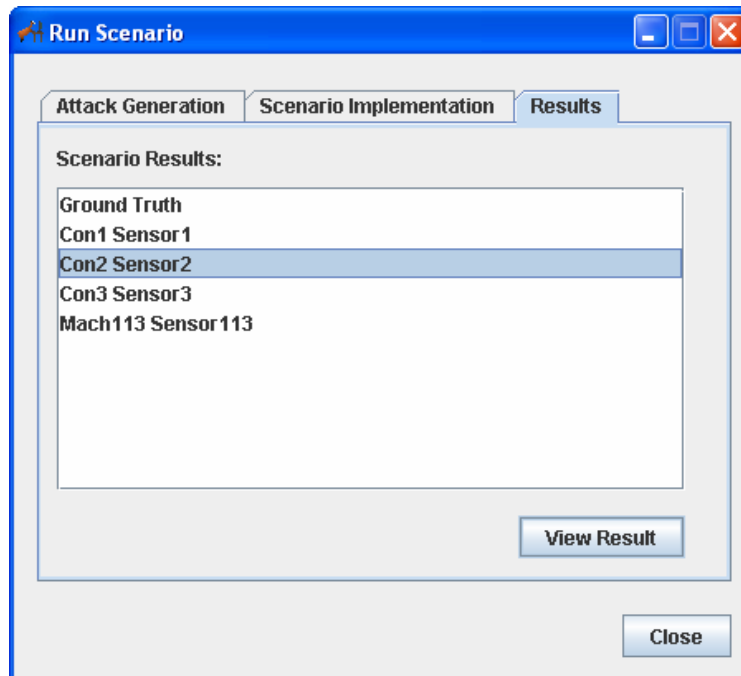 Run Scenario
Attack Generation Scenario Implementation Results
Scenario Results:
Ground Truth
Con1 Sensor1
Con2 Sensor2
Con3 Sensor3
Mach113 Sensor113
View Result
Close